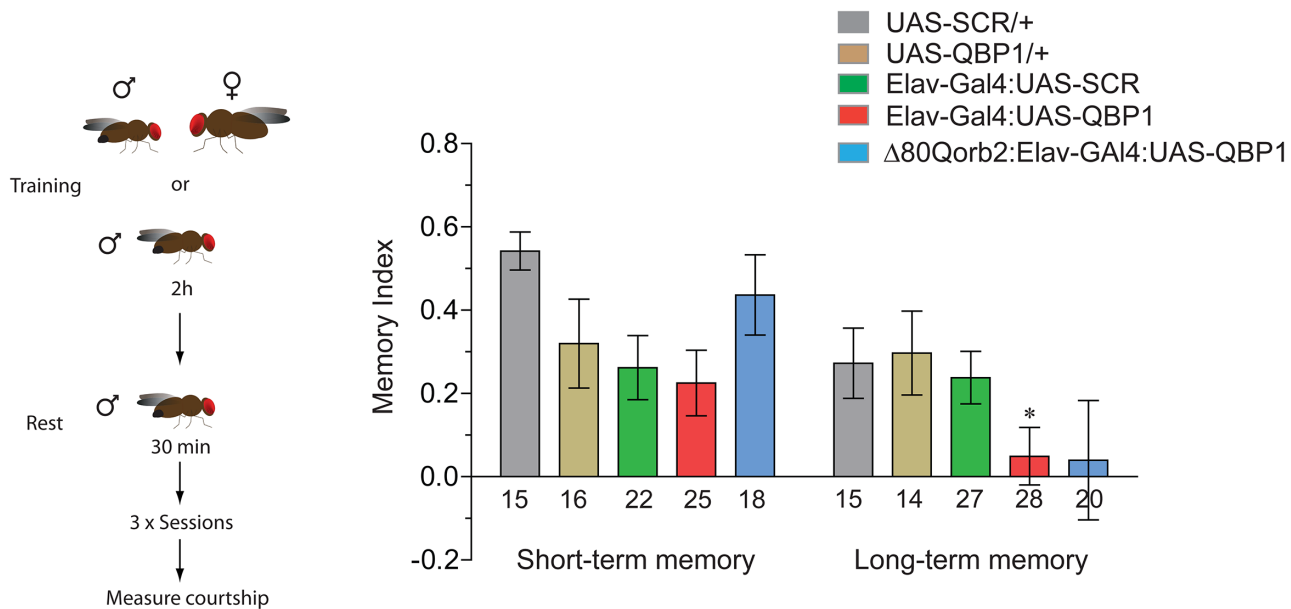 ♂
♀
Training
or
♂
2h
Rest
♂
30 min
3 x Sessions
Measure courtship
UAS-SCR/+
UAS-QBP1/+
Elav-Gal4:UAS-SCR
Elav-Gal4:UAS-QBP1
Δ80Qorb2:Elav-GAl4:UAS-QBP1
Memory Index
0.8
0.6
0.4
0.2
0.0
-0.2
*
15 16 22 25 18 15 14 27 28 20
Short-term memory Long-term memory